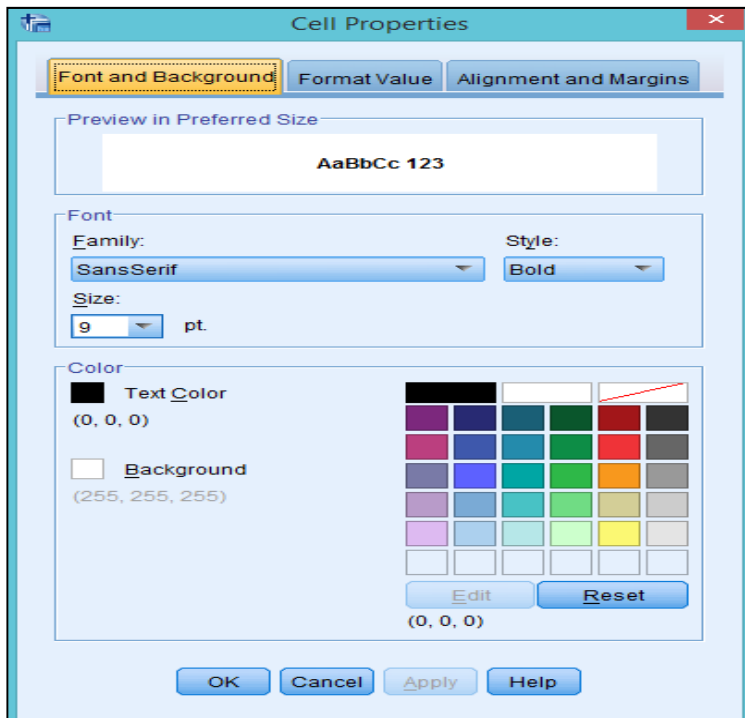 Cell Properties
Font and Background Format Value Alignment and Margins
Preview in Preferred Size
AaBbCc 123
Font
Family: Style:
SansSerif Bold
Size:
9 pt.
Color
Text Color
(0, 0, 0)
Background
(255, 255, 255)
Edit Reset
(0, 0, 0)
OK Cancel Apply Help